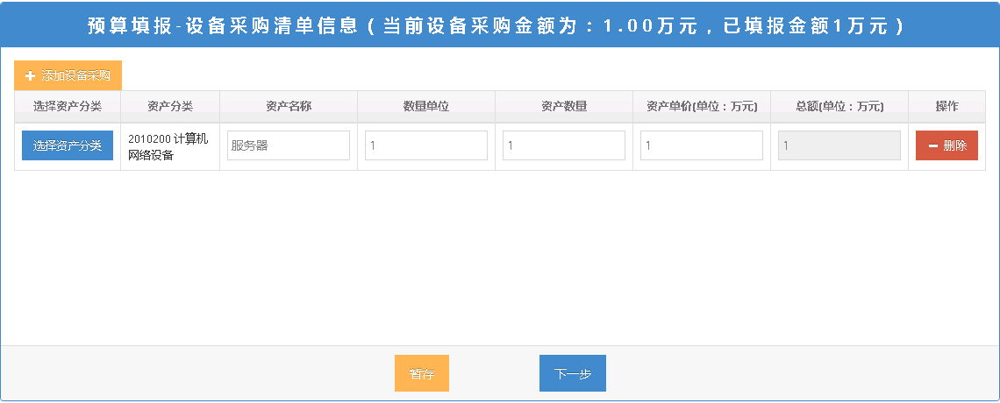 预算填报-设备采购清单信息（当前设备采购金额为：1.00万元，已填报金额1万元）
添加设备采购
选择资产分类 资产分类 资产名称 数量单位 资产数量 资产单价(单位：万元) 总额(单位：万元) 操作
选择资产分类 2010200 计算机 服务器 1 1 1 1 删除
网络设备
暂存 下一步